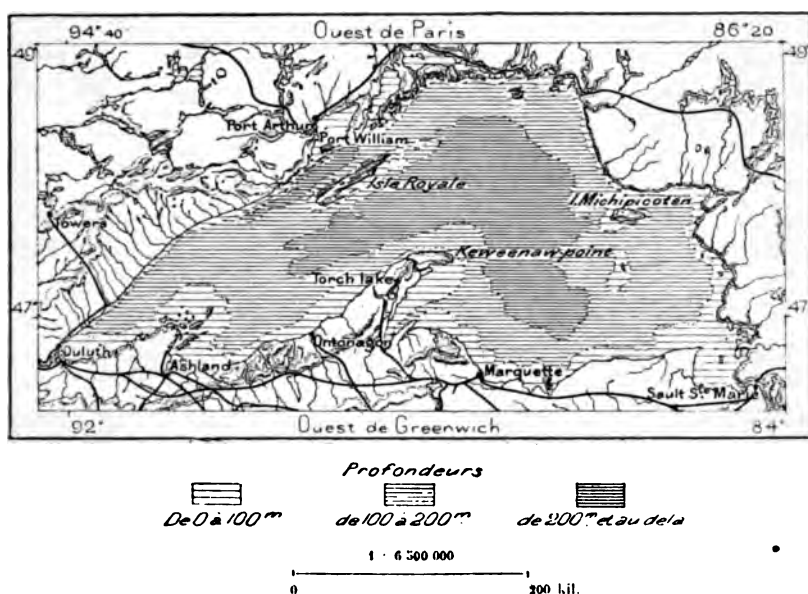 94° 40 Ouest de Paris 86° 20
49° 49°
Port Arthur
Port William
Isle Royale
I. Michipicoten
Towers
Keweenaw-point
Torch lake
47° 47°
Ontonagon
Duluth
Ashland
Marquette
Sault Ste Marie
92° Ouest de Greenwich 84°
Profondeurs
De 0 à 100m de 100 à 200m de 200m et au delà
1 : 6 500 000
0 200 kil.